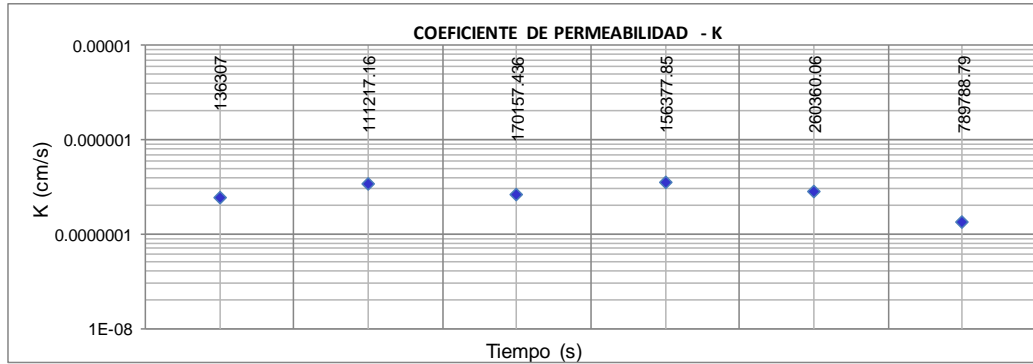 COEFICIENTE DE PERMEABILIDAD - K
0.00001
0.000001
0.0000001
1E-08
K (cm/s)
136307
111217.16
170157.436
156377.85
260360.06
789788.79
Tiempo (s)